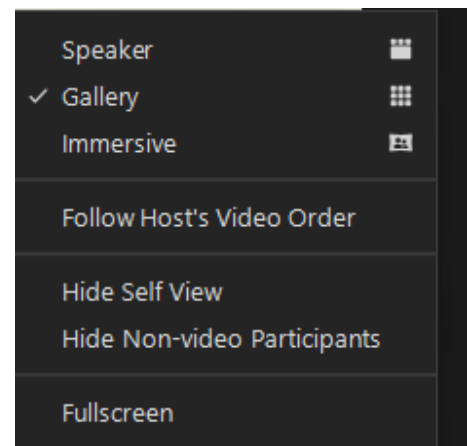 Speaker
Gallery
Immersive
Follow Host's Video Order
Hide Self View
Hide Non-video Participants
Fullscreen